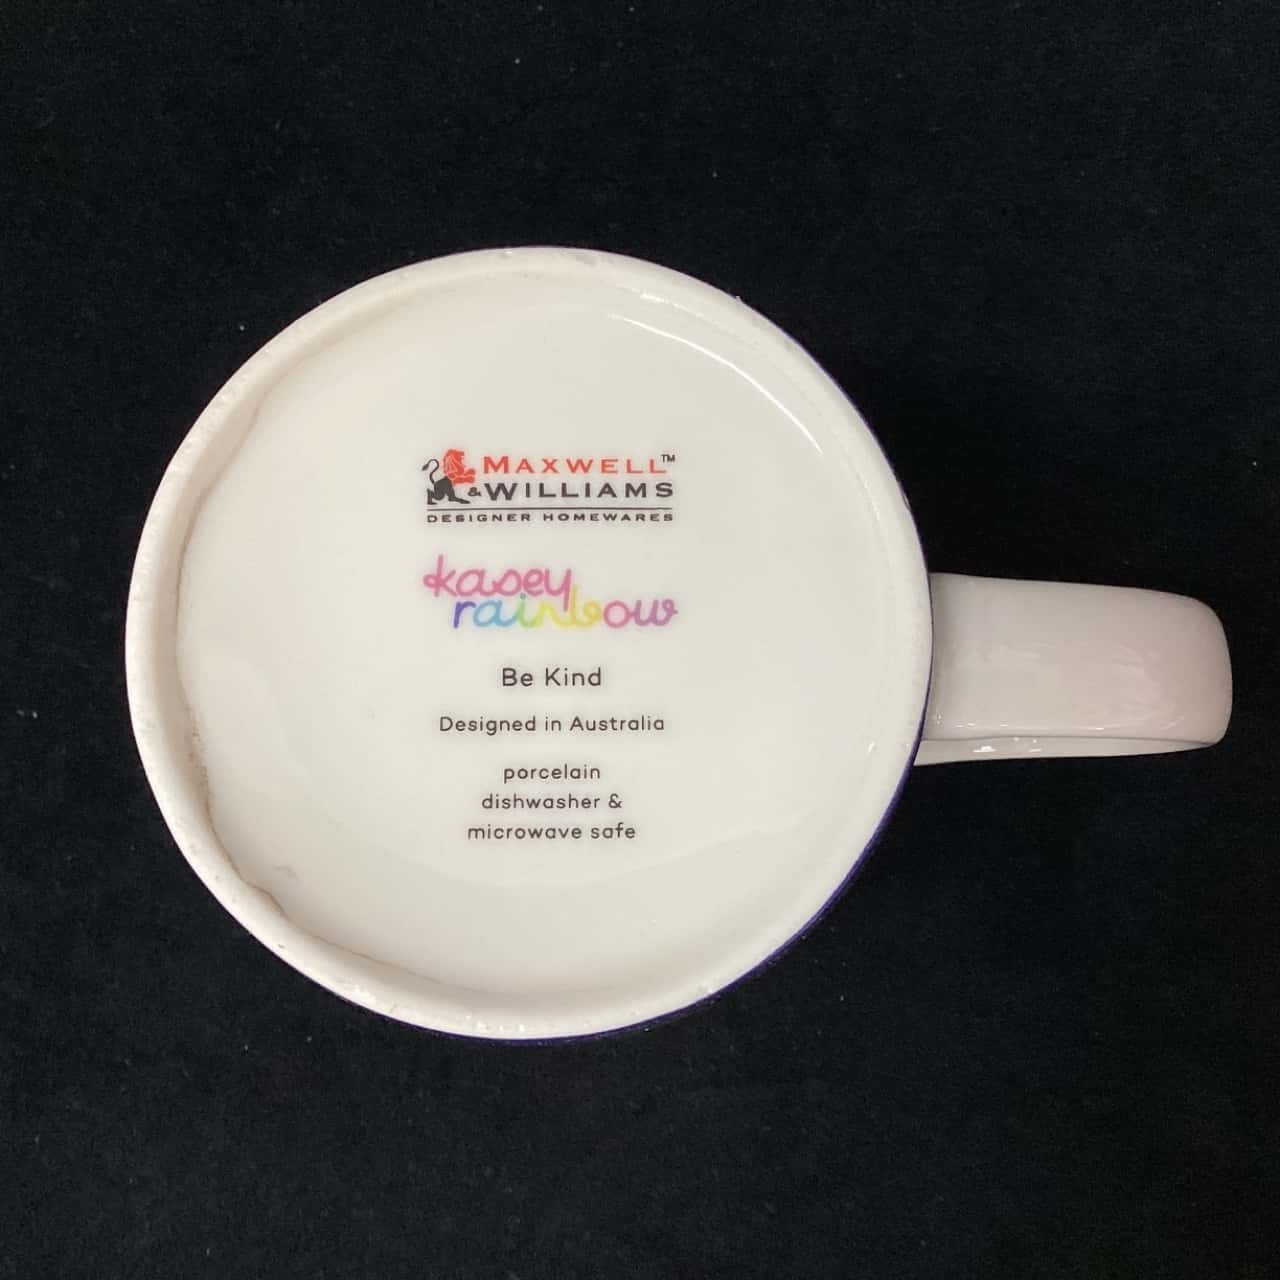 MAXWELL™
&WILLIAMS
DESIGNER HOMEWARES
kasey
rainbow
Be Kind
Designed in Australia
porcelain
dishwasher &
microwave safe